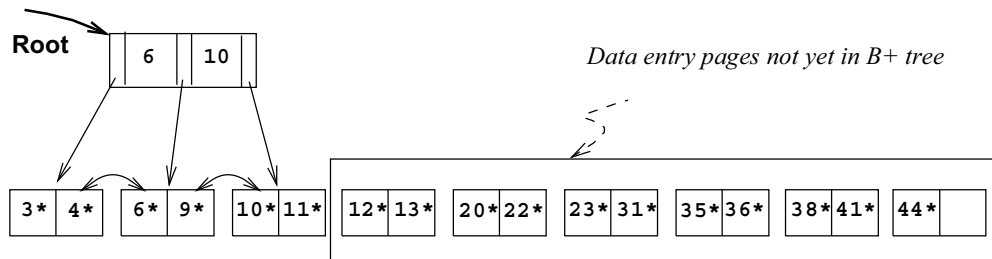 Root
6 10
Data entry pages not yet in B+ tree
3* 4* 6* 9* 10* 11* 12* 13* 20* 22* 23* 31* 35* 36* 38* 41* 44*